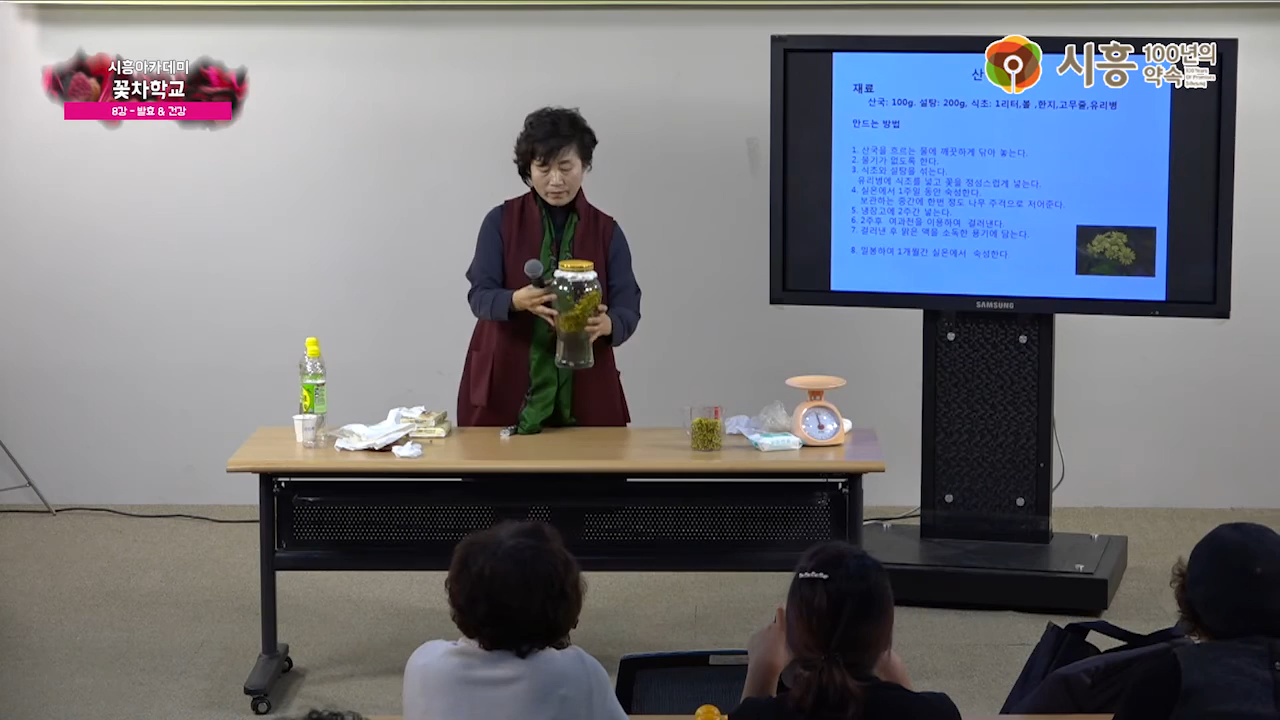 시흥아카데미
꽃차학교
8강 - 발효 & 건강
시흥 100년의 약속
산
재료
산국: 100g, 설탕: 200g, 식초: 1리터,볼 ,한지,고무줄,유리병
만드는 방법
1. 산국을 흐르는 물에 깨끗하게 닦아 놓는다.
2. 물기가 없도록 한다.
3. 식초와 설탕을 섞는다.
유리병에 식초를 넣고 꽃을 정성스럽게 넣는다.
4. 실온에서 1주일 동안 숙성한다.
보관하는 중간에 한번 정도 나무 주걱으로 저어준다.
5. 냉장고에 2주간 넣는다.
6. 2주후 여과천을 이용하여 걸러낸다.
7. 걸러낸 후 맑은 액을 소독한 용기에 담는다.
8. 밀봉하여 1개월간 실온에서 숙성한다.
SAMSUNG